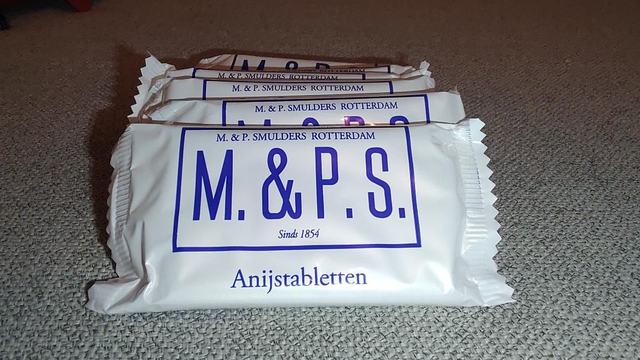 M. & P. S.
M. & P. SMULDERS ROTTERDAM
M. & P. SMULDERS ROTTERDAM
M. & P. SMULDERS ROTTERDAM
M. & P. S.
M. & P. SMULDERS ROTTERDAM
M. & P. S.
Sinds 1854
Anijstabletten